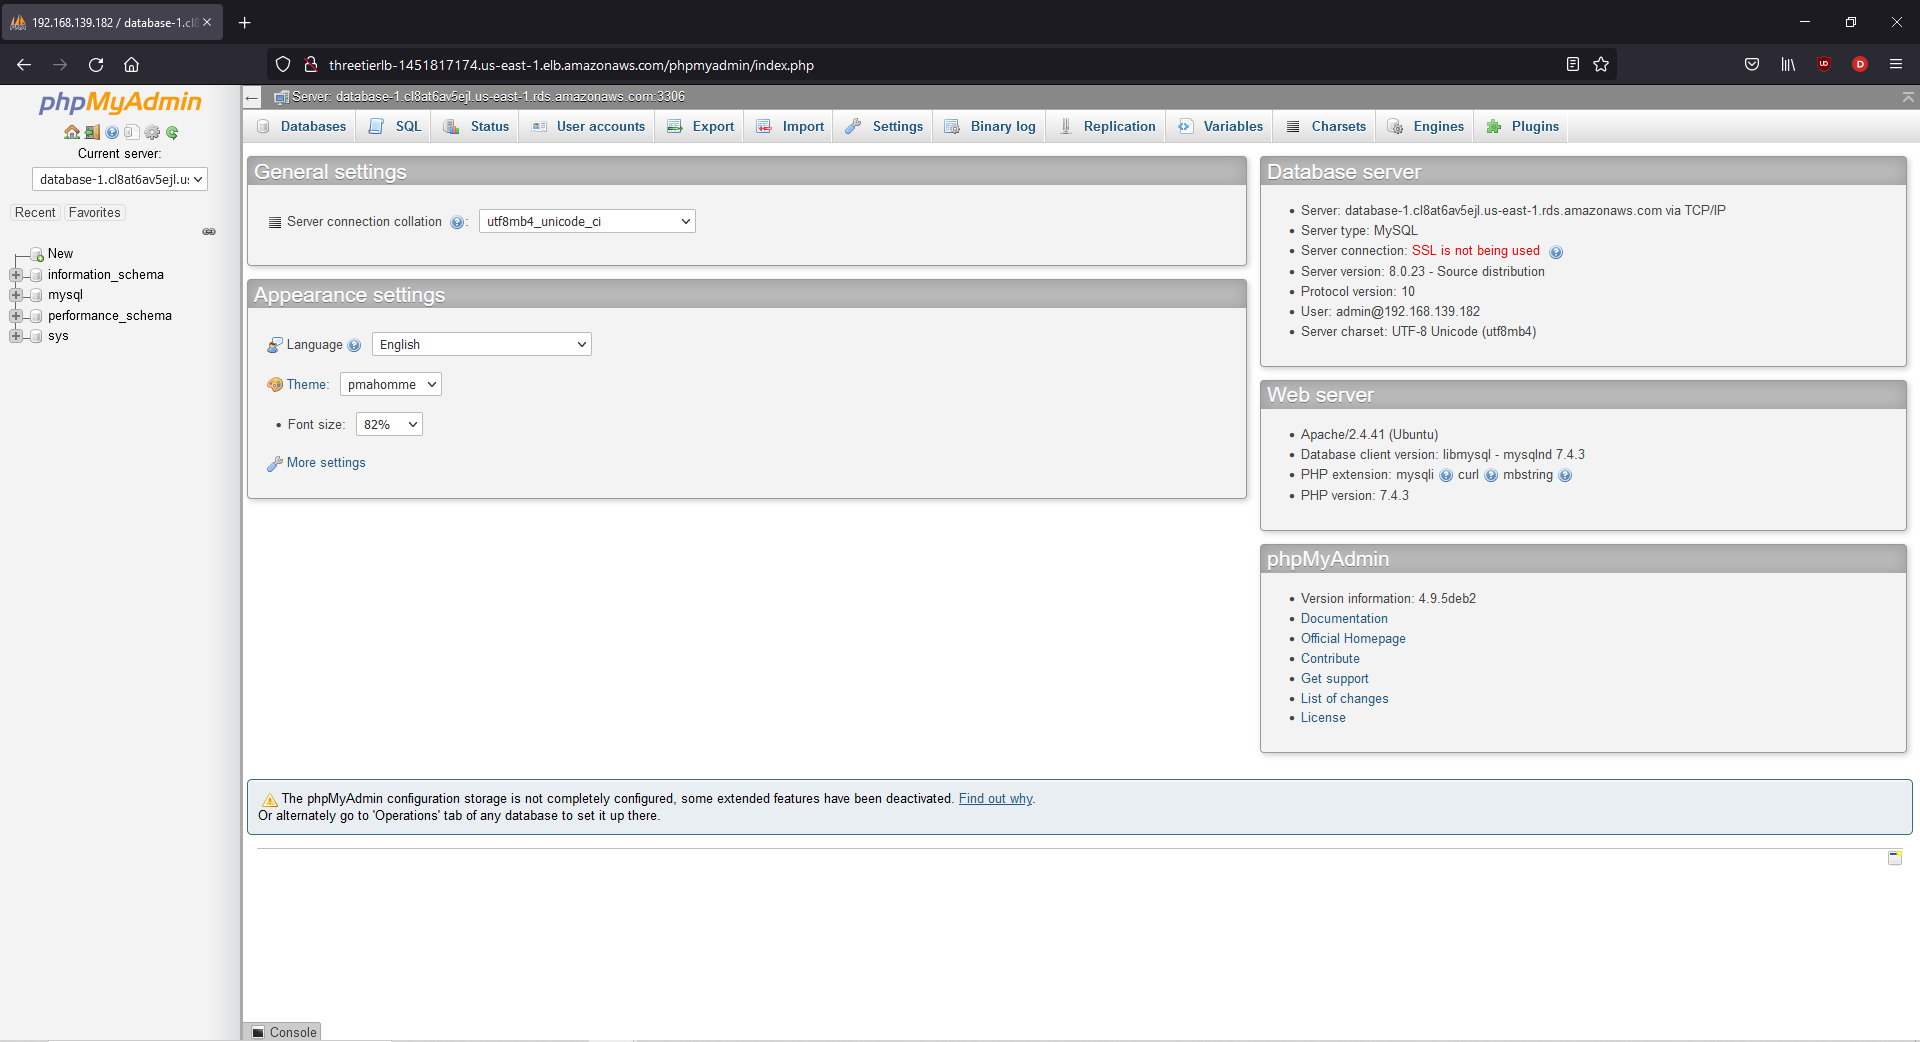 192.168.139.182 / database-1.cl8
threetierlb-1451817174.us-east-1.elb.amazonaws.com/phpmyadmin/index.php
phpMyAdmin
Current server:
database-1.cl8at6av5ejl.u
Recent Favorites
New
information_schema
mysql
performance_schema
sys
Server: database-1.cl8at6av5ejl.us-east-1.rds.amazonaws.com:3306
Databases SQL Status User accounts Export Import Settings Binary log Replication Variables Charsets Engines Plugins
General settings
Server connection collation : utf8mb4_unicode_ci
Appearance settings
Language English
Theme: pmahomme
Font size: 82%
More settings
Database server
Server: database-1.cl8at6av5ejl.us-east-1.rds.amazonaws.com via TCP/IP
Server type: MySQL
Server connection: SSL is not being used
Server version: 8.0.23 - Source distribution
Protocol version: 10
User: admin@192.168.139.182
Server charset: UTF-8 Unicode (utf8mb4)
Web server
Apache/2.4.41 (Ubuntu)
Database client version: libmysql - mysqlnd 7.4.3
PHP extension: mysqli curl mbstring
PHP version: 7.4.3
phpMyAdmin
Version information: 4.9.5deb2
Documentation
Official Homepage
Contribute
Get support
List of changes
License
The phpMyAdmin configuration storage is not completely configured, some extended features have been deactivated. Find out why.
Or alternately go to 'Operations' tab of any database to set it up there.
Console